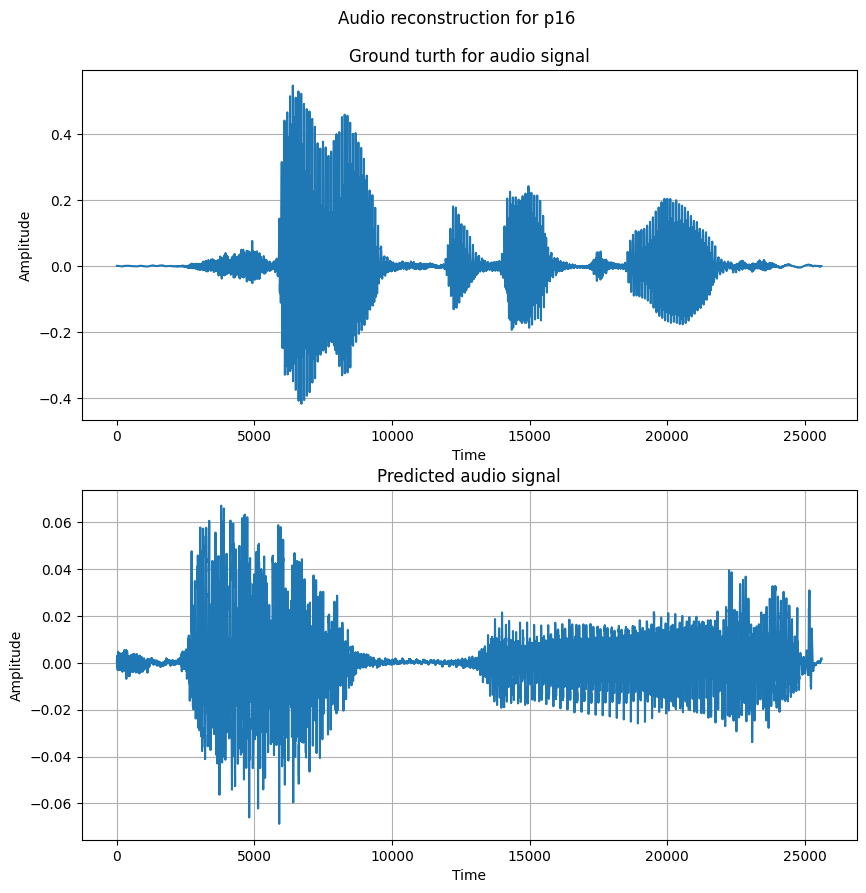 Audio reconstruction for p16
Ground turth for audio signal
0.4
0.2
0.0
−0.2
−0.4
Amplitude
0 5000 10000 15000 20000 25000
Time
Predicted audio signal
0.06
0.04
0.02
0.00
−0.02
−0.04
−0.06
Amplitude
0 5000 10000 15000 20000 25000
Time